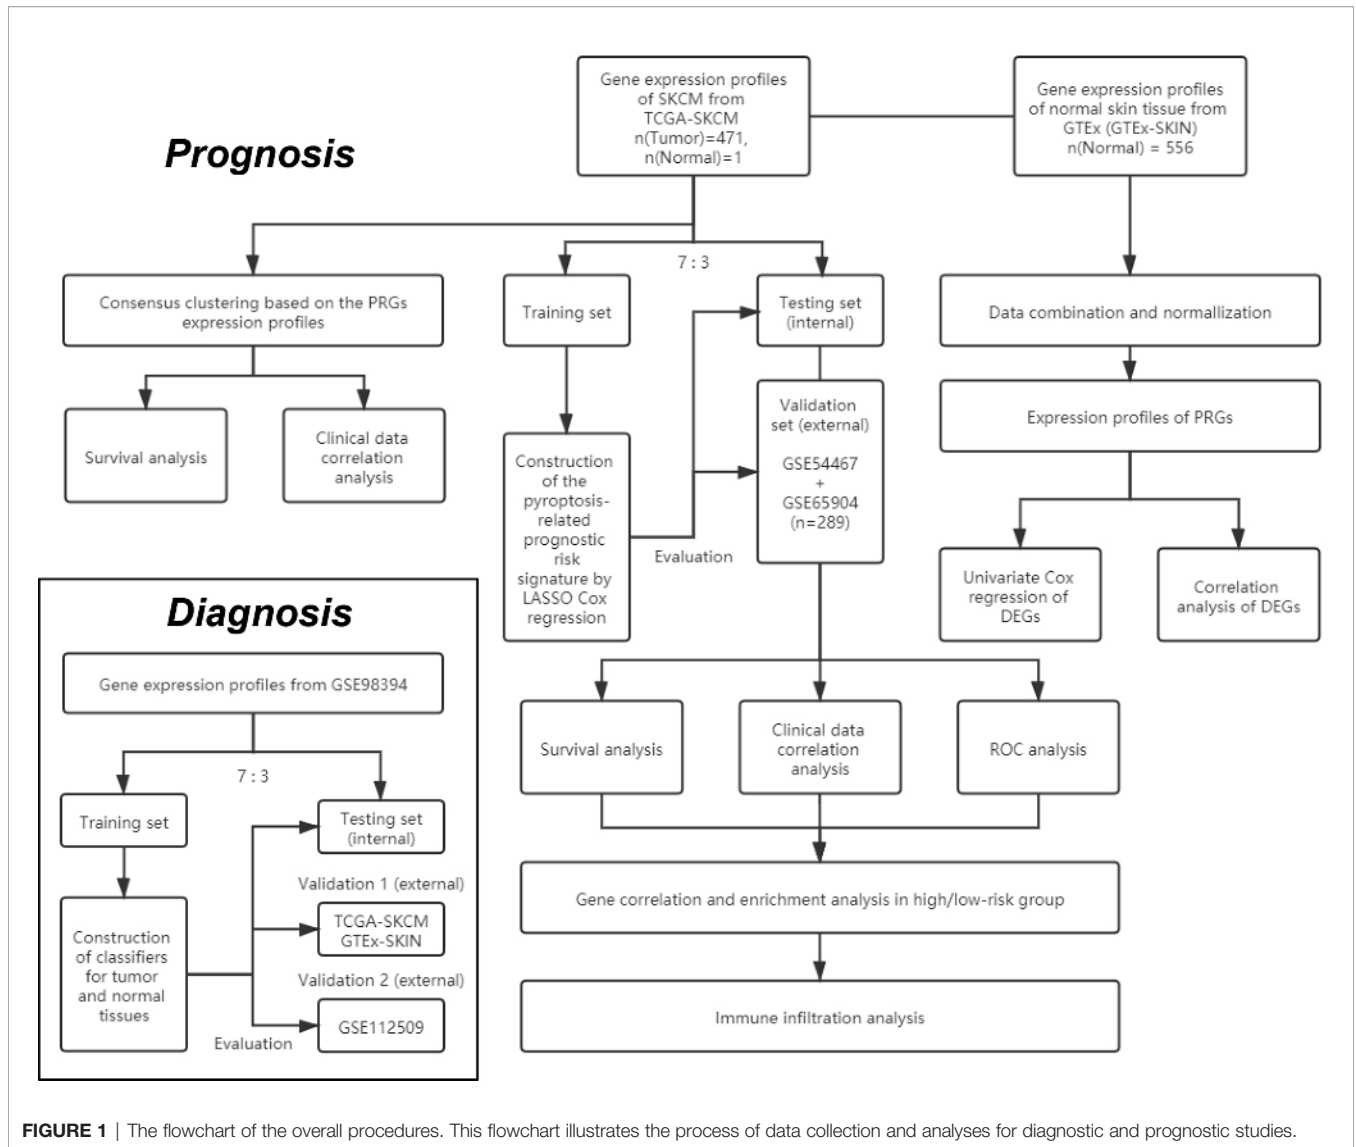 Prognosis
Gene expression profiles
of SKCM from
TCGA-SKCM
n(Tumor)=471,
n(Normal)=1
Gene expression profiles
of normal skin tissue from
GTEx (GTEx-SKIN)
n(Normal) = 556
7 : 3
Consensus clustering based on the PRGs
expression profiles
Training set
Testing set
(internal)
Data combination and normallization
Survival analysis
Clinical data
correlation
analysis
Validation
set (external)
GSE54467
+
GSE65904
(n=289)
Expression profiles of PRGs
Construction
of the
pyroptosis-
related
prognostic
risk
signature by
LASSO Cox
regression
Evaluation
Univariate Cox
regression of
DEGs
Correlation
analysis of DEGs
Survival analysis
Clinical data
correlation
analysis
ROC analysis
Gene correlation and enrichment analysis in high/low-risk group
Immune infiltration analysis
Diagnosis
Gene expression profiles from GSE98394
7 : 3
Training set
Testing set
(internal)
Validation 1 (external)
TCGA-SKCM
GTEx-SKIN
Construction
of classifiers
for tumor
and normal
tissues
Validation 2 (external)
GSE112509
Evaluation
FIGURE 1 | The flowchart of the overall procedures. This flowchart illustrates the process of data collection and analyses for diagnostic and prognostic studies.